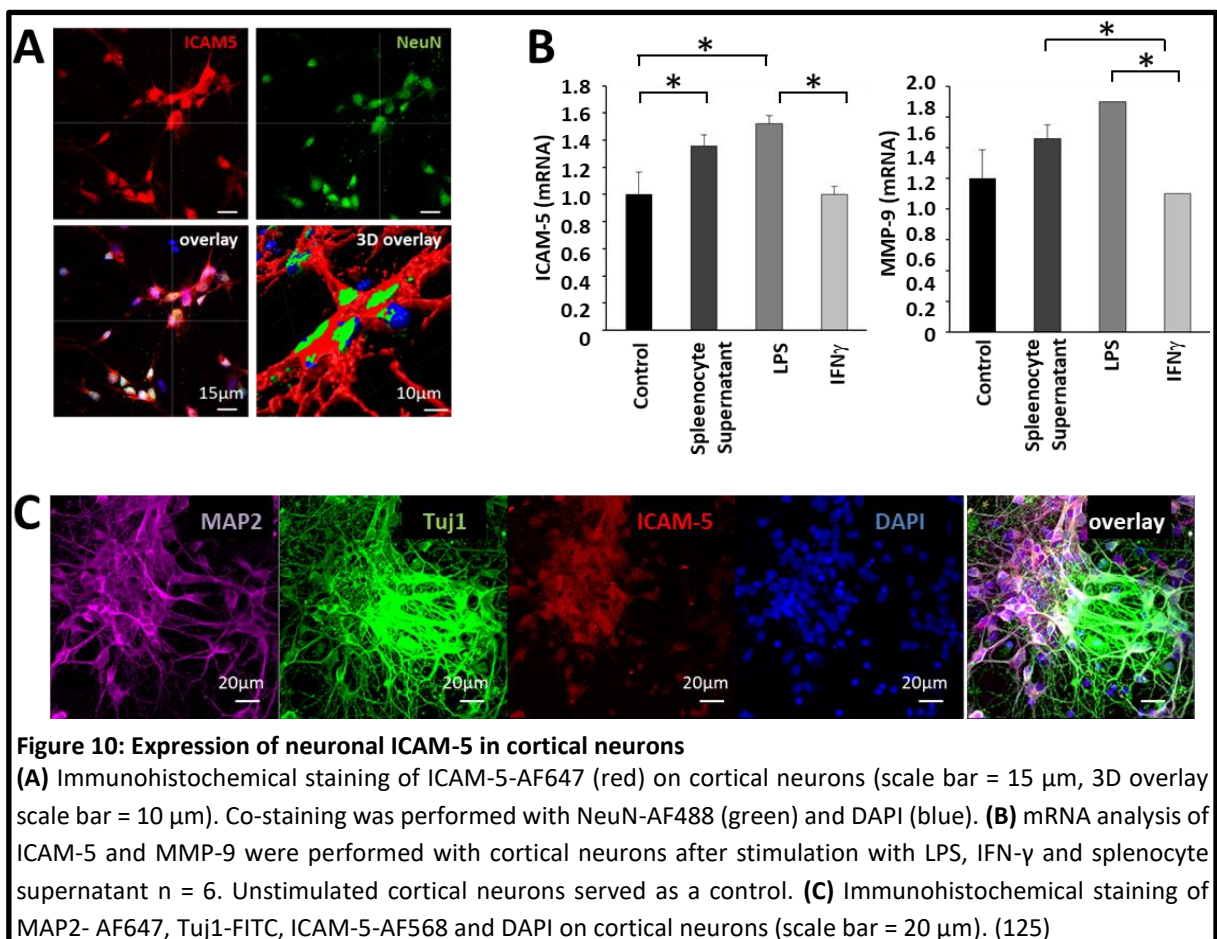 A
ICAM5
NeuN
overlay
3D overlay
15µm
10µm
B
ICAM-5 (mRNA)
1.8
1.6
1.4
1.2
1.0
0.8
0.6
0.4
0.2
0
*
*
*
Control
Spleenocyte
Supernatant
LPS
IFNγ
MMP-9 (mRNA)
2.0
1.8
1.6
1.4
1.2
1.0
0.8
0.6
0.4
0.2
0
*
*
Control
Spleenocyte
Supernatant
LPS
IFNγ
C
MAP2
Tuj1
ICAM-5
DAPI
overlay
20µm
20µm
20µm
20µm
Figure 10: Expression of neuronal ICAM-5 in cortical neurons
(A) Immunohistochemical staining of ICAM-5-AF647 (red) on cortical neurons (scale bar = 15 µm, 3D overlay
scale bar = 10 µm). Co-staining was performed with NeuN-AF488 (green) and DAPI (blue). (B) mRNA analysis of
ICAM-5 and MMP-9 were performed with cortical neurons after stimulation with LPS, IFN-γ and splenocyte
supernatant n = 6. Unstimulated cortical neurons served as a control. (C) Immunohistochemical staining of
MAP2- AF647, Tuj1-FITC, ICAM-5-AF568 and DAPI on cortical neurons (scale bar = 20 µm). (125)